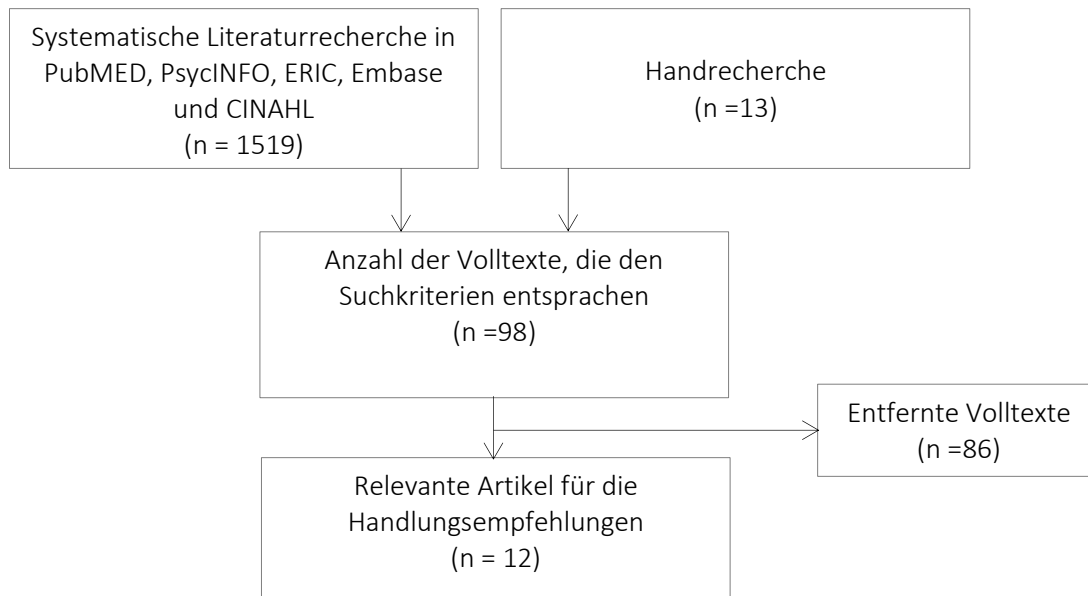 Systematische Literaturrecherche in
PubMED, PsycINFO, ERIC, Embase
und CINAHL
(n = 1519)
Handrecherche
(n =13)
Anzahl der Volltexte, die den
Suchkriterien entsprachen
(n =98)
Entfernte Volltexte
(n =86)
Relevante Artikel für die
Handlungsempfehlungen
(n = 12)